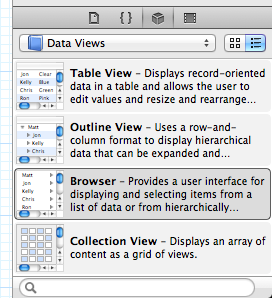 { }
Data Views
Jon Clear
Kelly Blue
Chris Green
Ron Pink
Table View – Displays record-oriented
data in a table and allows the user to
edit values and resize and rearrange...
Matt
Jon
Kelly
Chris
Outline View – Uses a row-and-
column format to display hierarchical
data that can be expanded and...
Matt
Jon
Kelly
Chris
Ron
Browser – Provides a user interface for
displaying and selecting items from a
list of data or from hierarchically...
Collection View – Displays an array of
content as a grid of views.